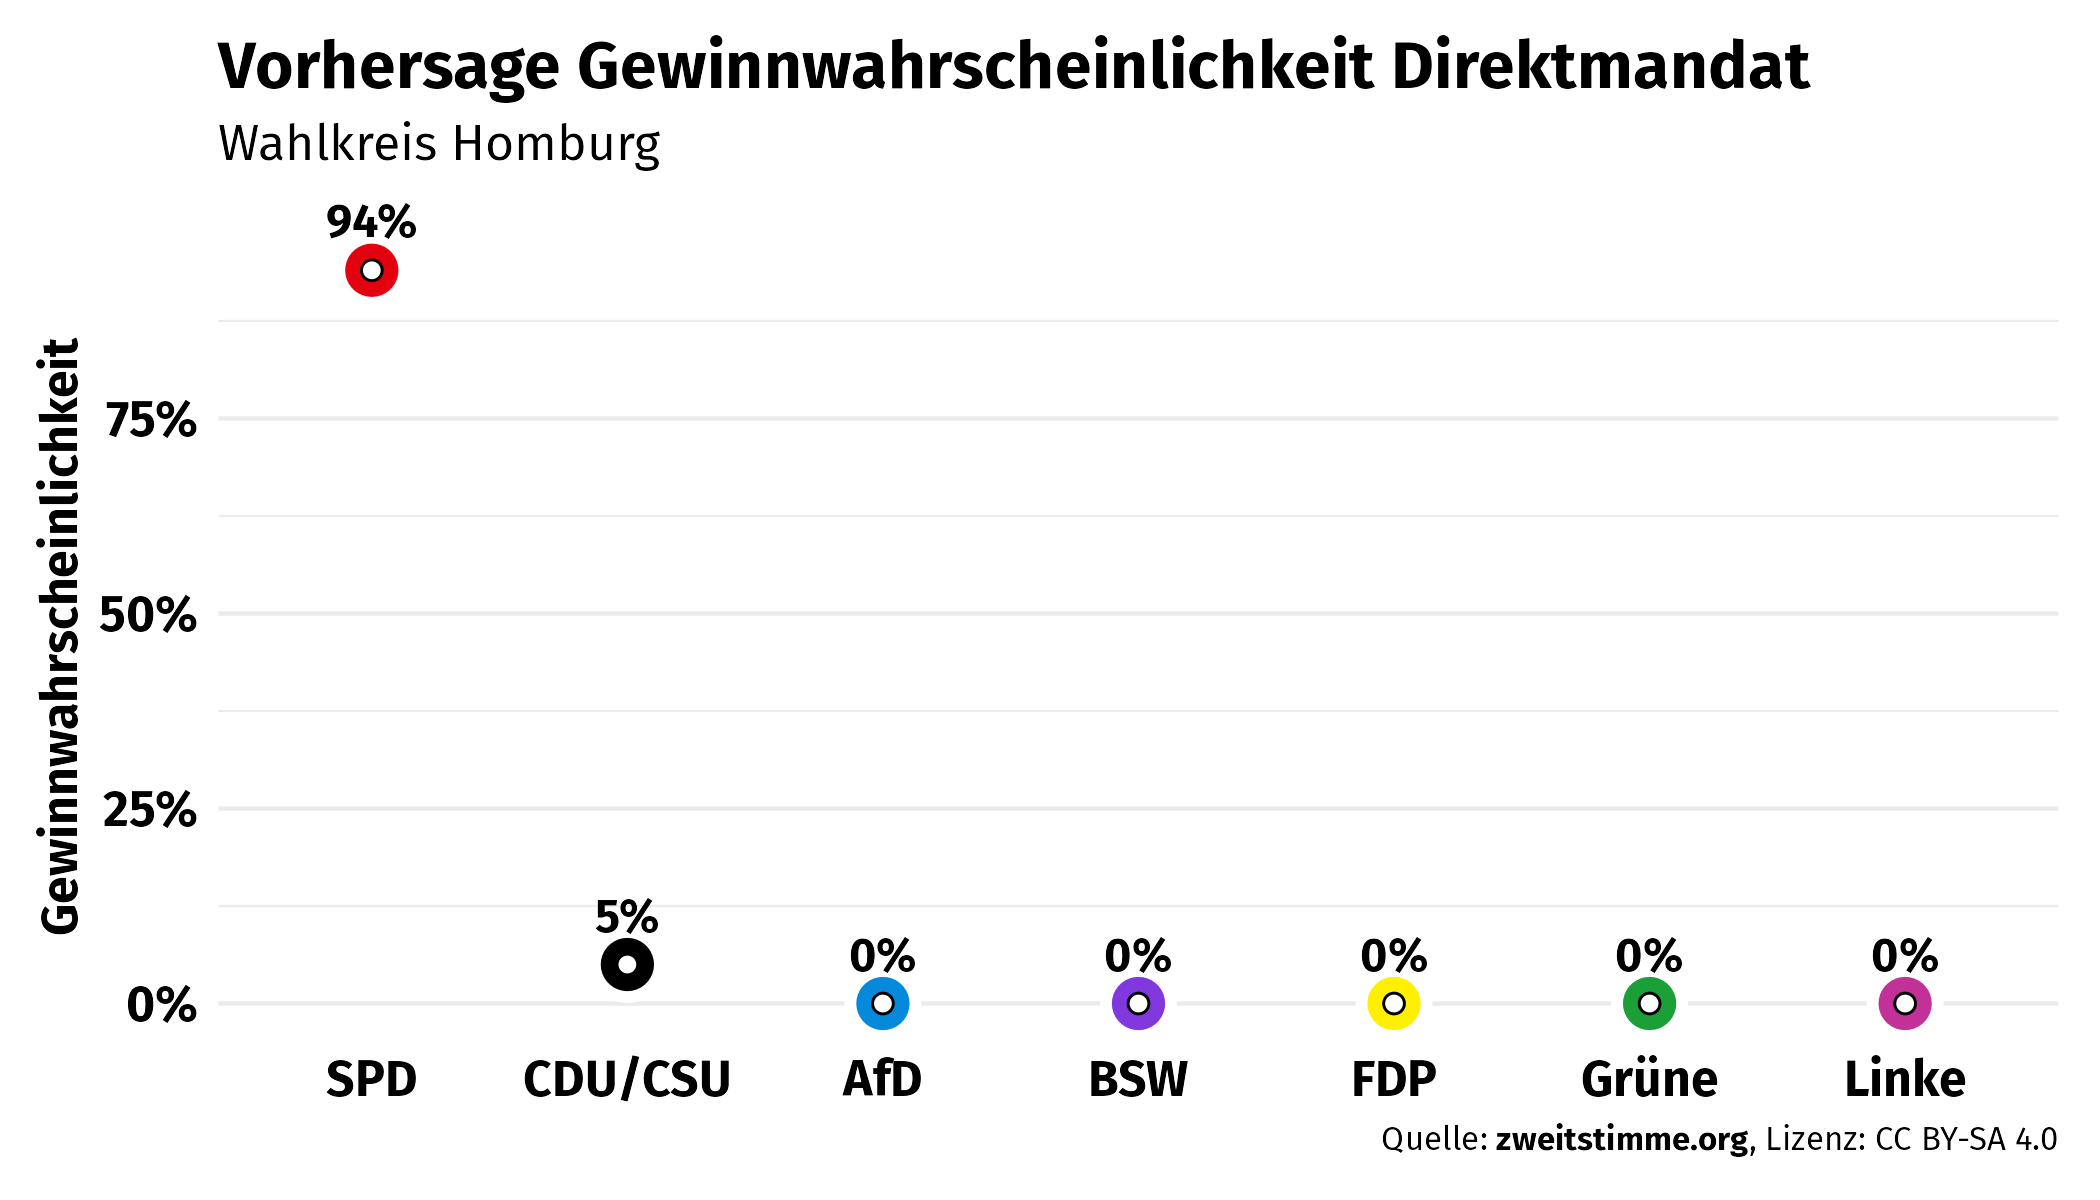 Vorhersage Gewinnwahrscheinlichkeit Direktmandat
Wahlkreis Homburg
94%
Gewinnwahrscheinlichkeit
75%
50%
25%
0%
5%
0%
0%
0%
0%
0%
SPD
CDU/CSU
AfD
BSW
FDP
Grüne
Linke
Quelle: zweitstimme.org, Lizenz: CC BY-SA 4.0